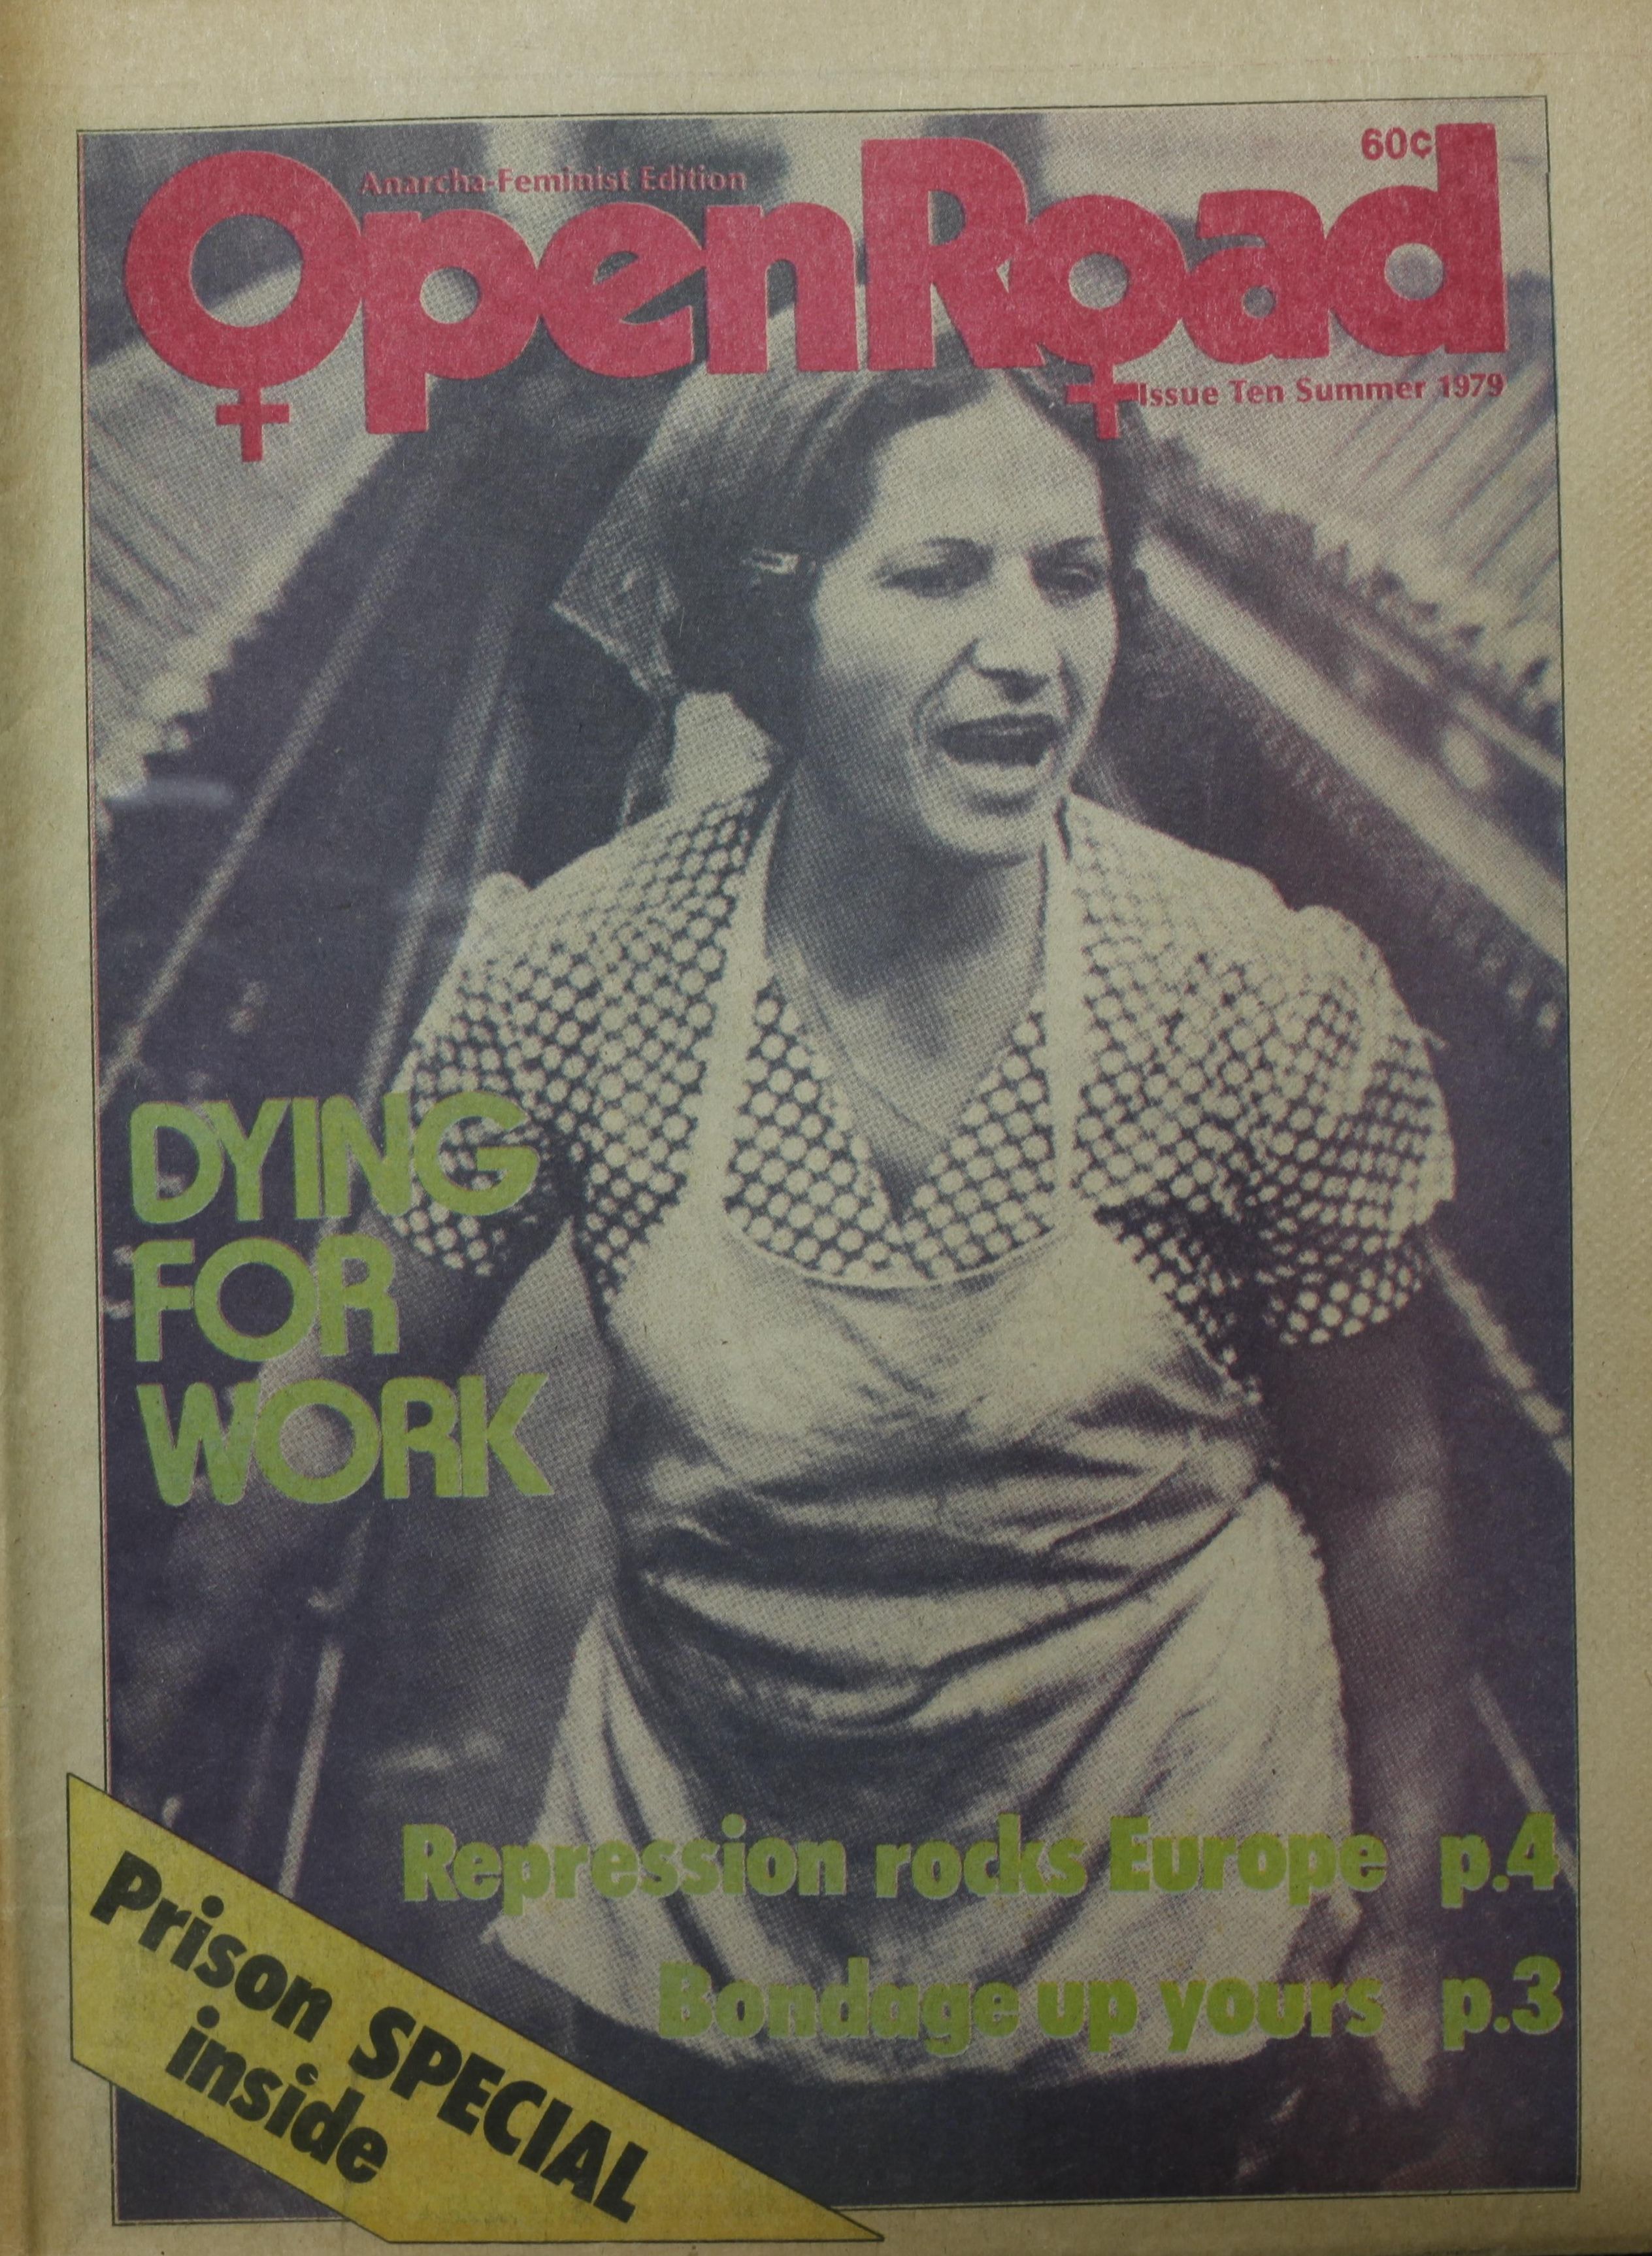 60¢
Anarcha-Feminist Edition
OpenRoad
Issue Ten Summer 1979
DYING
FOR
WORK
Repression rocks Europe p.4
Bondage up yours p.3
Prison SPECIAL
inside